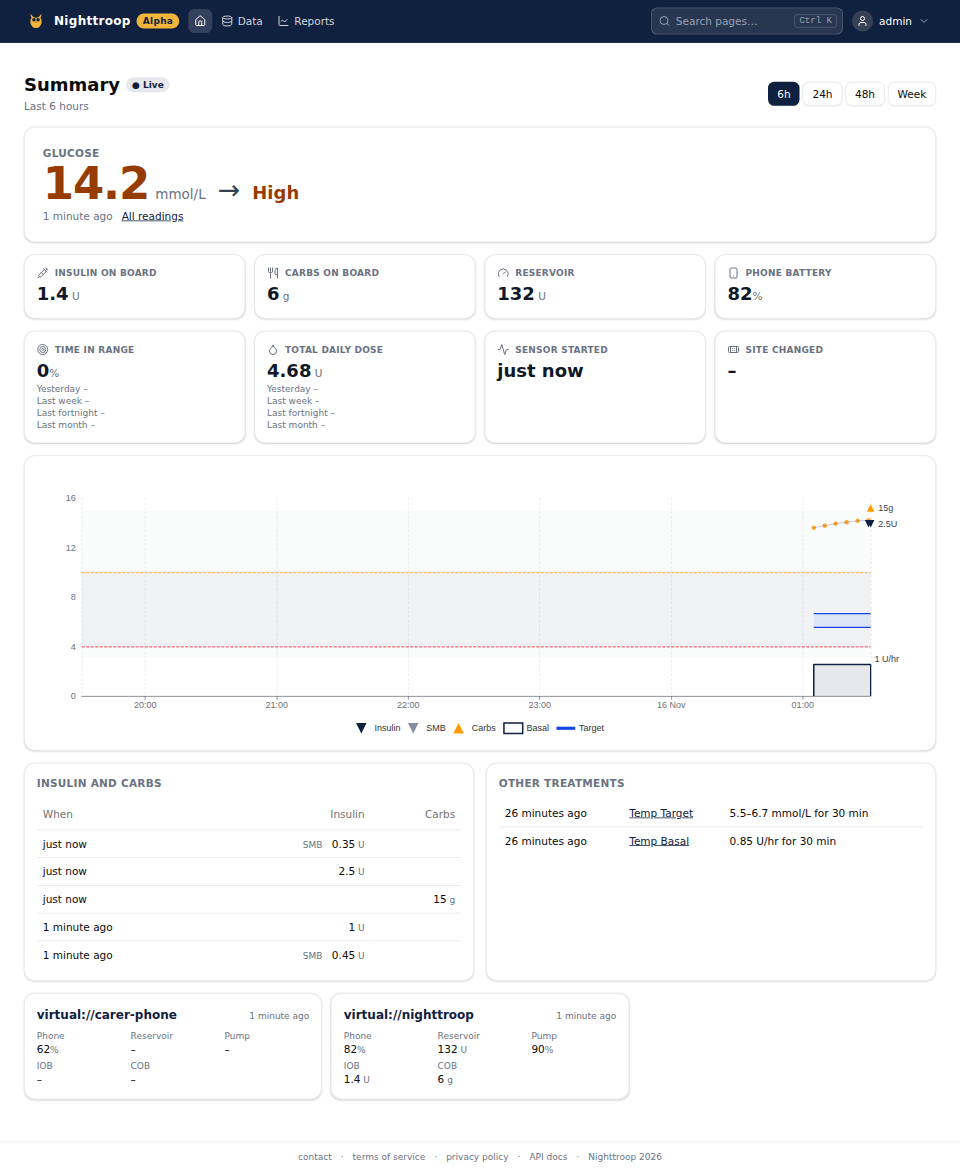 Nighttroop Alpha Data Reports Search pages... Ctrl K admin
Summary ● Live
Last 6 hours
6h 24h 48h Week
GLUCOSE
14.2 mmol/L → High
1 minute ago All readings
INSULIN ON BOARD
1.4 U
CARBS ON BOARD
6 g
RESERVOIR
132 U
PHONE BATTERY
82%
TIME IN RANGE
0%
Yesterday –
Last week –
Last fortnight –
Last month –
TOTAL DAILY DOSE
4.68 U
Yesterday –
Last week –
Last fortnight –
Last month –
SENSOR STARTED
just now
SITE CHANGED
–
16
12
8
4
0
15g
2.5U
1 U/hr
20:00 21:00 22:00 23:00 16 Nov 01:00
Insulin SMB Carbs Basal Target
INSULIN AND CARBS
When Insulin Carbs
just now SMB 0.35 U
just now 2.5 U
just now 15 g
1 minute ago 1 U
1 minute ago SMB 0.45 U
OTHER TREATMENTS
26 minutes ago Temp Target 5.5–6.7 mmol/L for 30 min
26 minutes ago Temp Basal 0.85 U/hr for 30 min
virtual://carer-phone 1 minute ago
Phone Reservoir Pump
62% – –
IOB COB
– –
virtual://nighttroop 1 minute ago
Phone Reservoir Pump
82% 132 U 90%
IOB COB
1.4 U 6 g
contact · terms of service · privacy policy · API docs · Nighttroop 2026